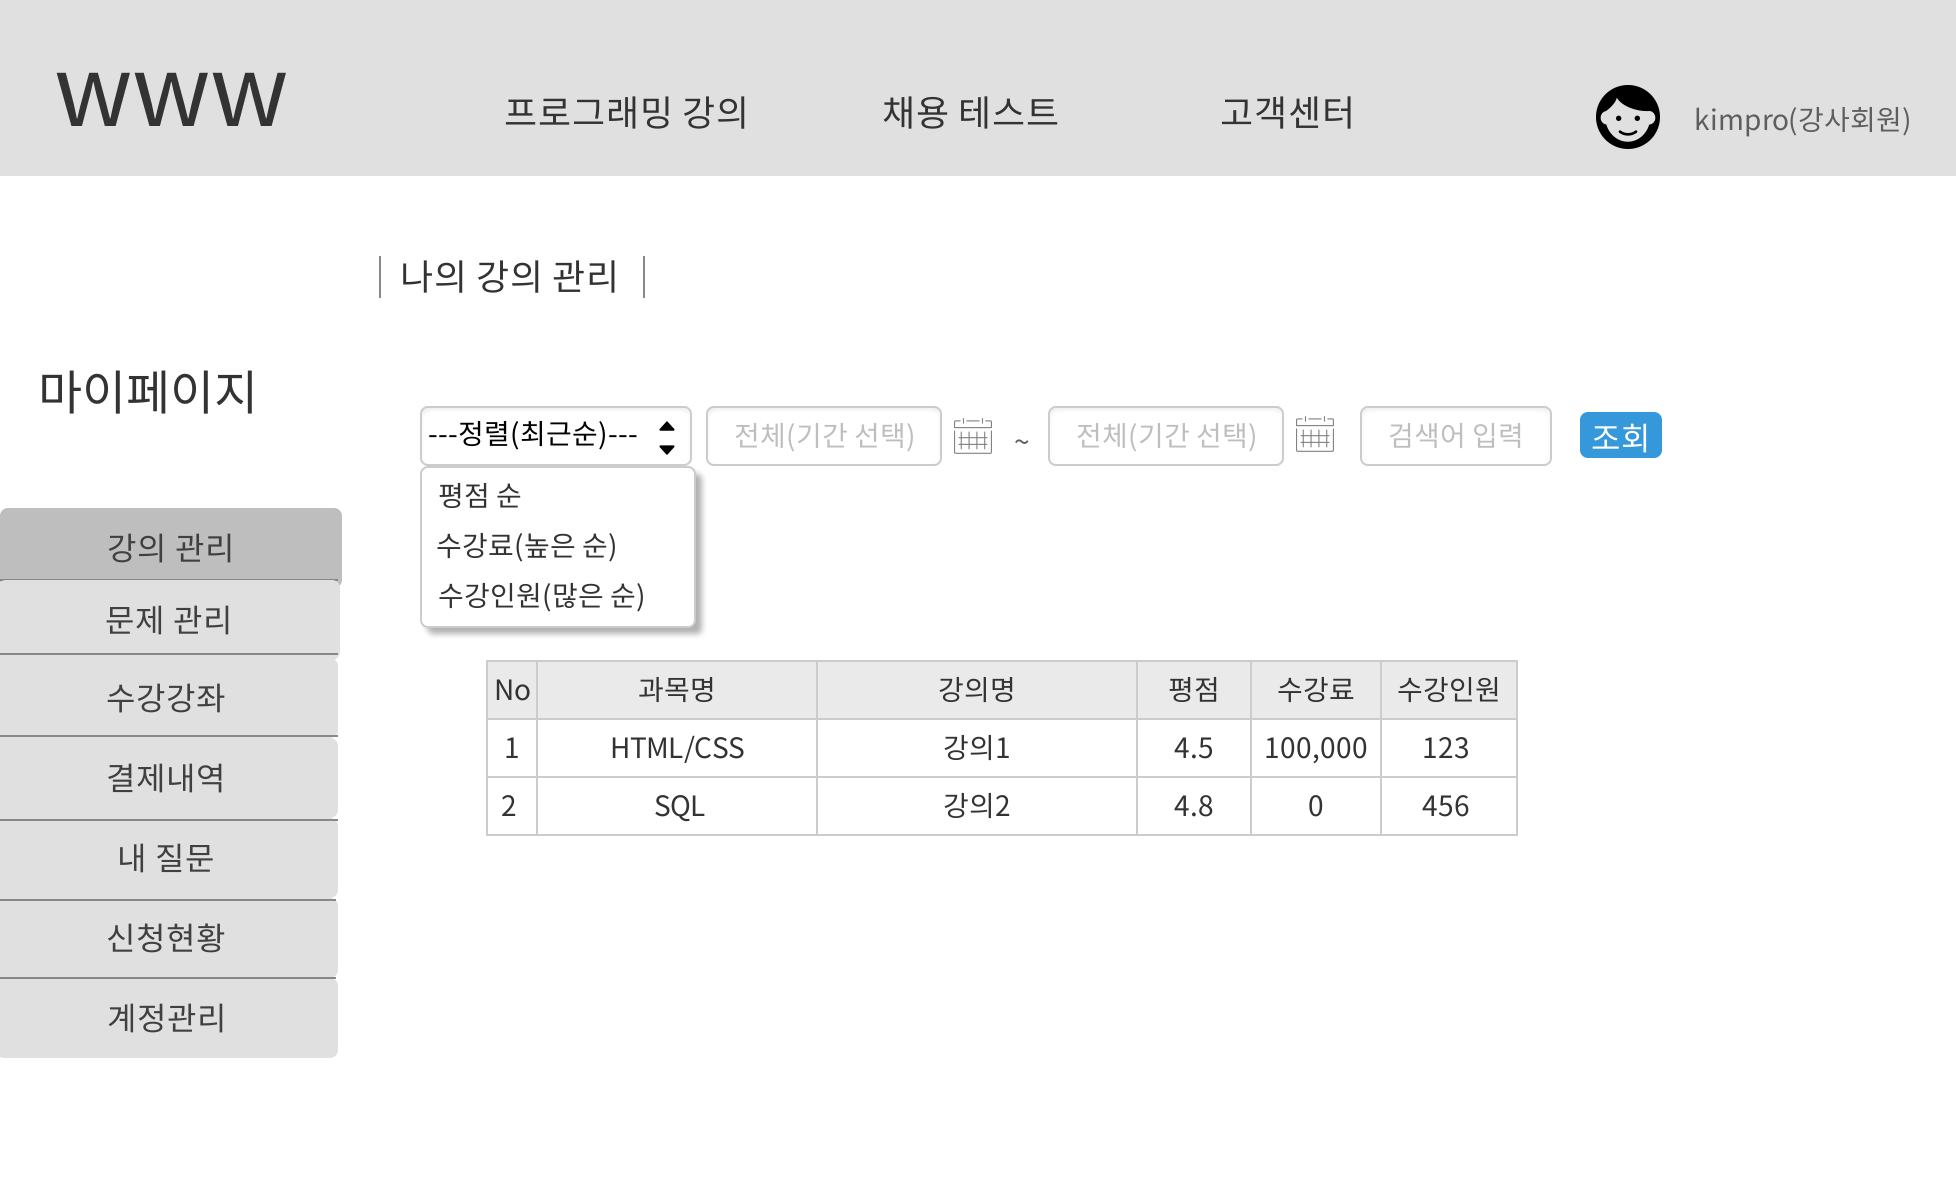 WWW
프로그래밍 강의 채용 테스트 고객센터 kimpro(강사회원)
나의 강의 관리
마이페이지
---정렬(최근순)--- 전체(기간 선택) ~ 전체(기간 선택) 검색어 입력 조회
평점 순
수강료(높은 순)
수강인원(많은 순)
강의 관리
문제 관리
수강강좌
결제내역
내 질문
신청현황
계정관리
No 과목명 강의명 평점 수강료 수강인원
1 HTML/CSS 강의1 4.5 100,000 123
2 SQL 강의2 4.8 0 456